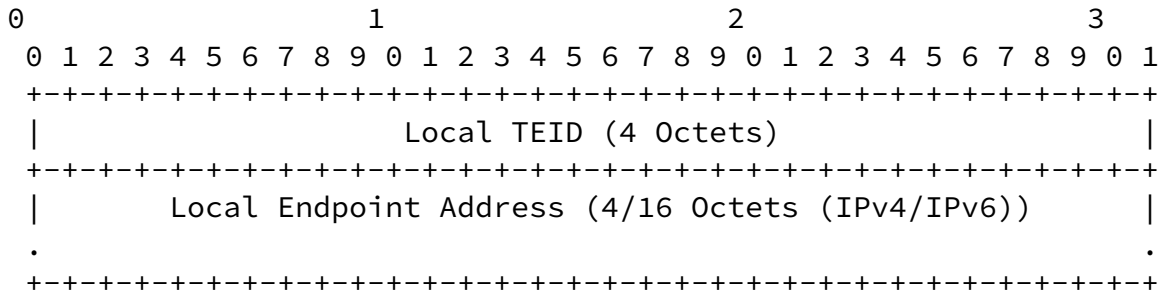 0                   1                   2                   3
 0 1 2 3 4 5 6 7 8 9 0 1 2 3 4 5 6 7 8 9 0 1 2 3 4 5 6 7 8 9 0 1
 +-+-+-+-+-+-+-+-+-+-+-+-+-+-+-+-+-+-+-+-+-+-+-+-+-+-+-+-+-+-+-+
 |                    Local TEID (4 Octets)                    |
 +-+-+-+-+-+-+-+-+-+-+-+-+-+-+-+-+-+-+-+-+-+-+-+-+-+-+-+-+-+-+-+
 |       Local Endpoint Address (4/16 Octets (IPv4/IPv6))      |
 .                                                             .
 +-+-+-+-+-+-+-+-+-+-+-+-+-+-+-+-+-+-+-+-+-+-+-+-+-+-+-+-+-+-+-+